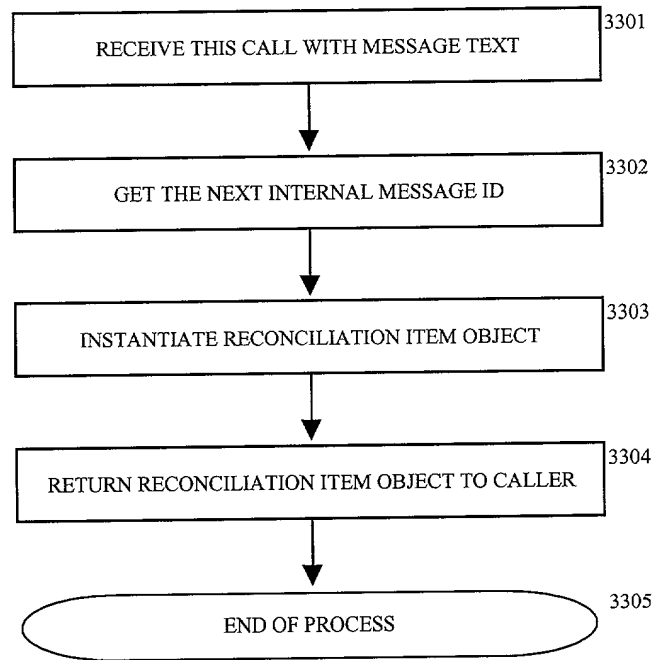 3301
RECEIVE THIS CALL WITH MESSAGE TEXT
3302
GET THE NEXT INTERNAL MESSAGE ID
3303
INSTANTIATE RECONCILIATION ITEM OBJECT
3304
RETURN RECONCILIATION ITEM OBJECT TO CALLER
3305
END OF PROCESS